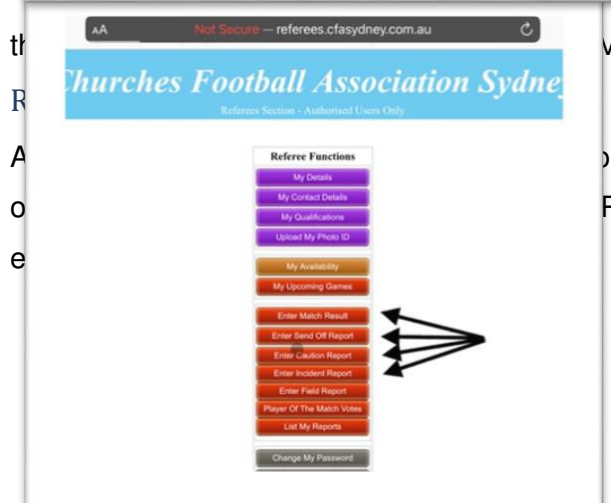 AA Not Secure — referees.cfasydney.com.au
Churches Football Association Sydney
Referees Section - Authorised Users Only
Referee Functions
My Details
My Contact Details
My Qualifications
Upload My Photo ID
My Availability
My Upcoming Games
Enter Match Result
Enter Send Off Report
Enter Caution Report
Enter Incident Report
Enter Field Report
Player Of The Match Votes
List My Reports
Change My Password